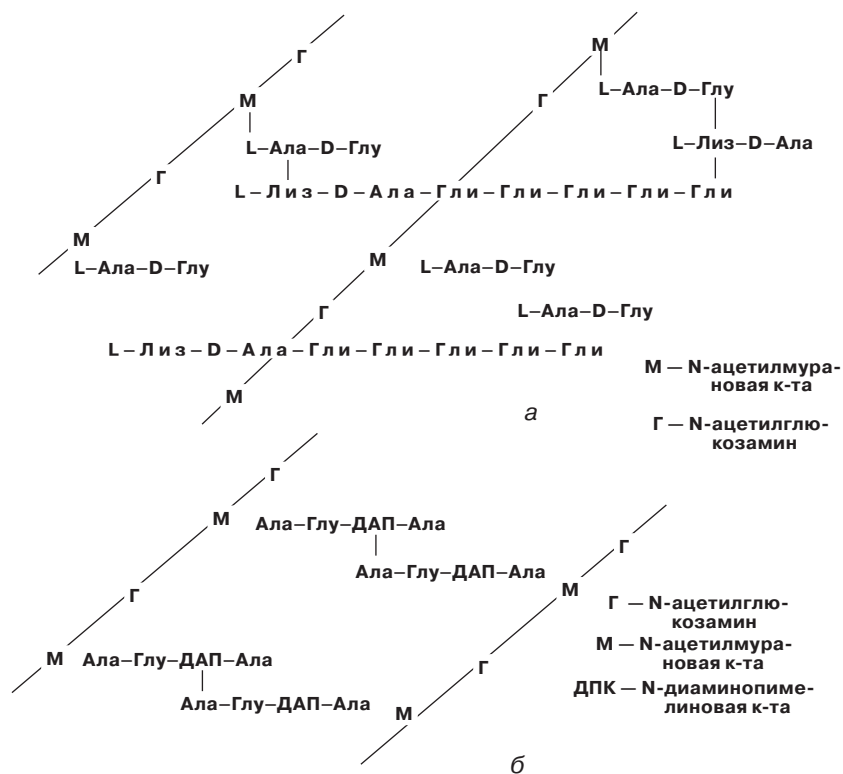 Г
М
М
Г
L–Ала–D–Глу
L–Ала–D–Глу
L–Лиз–D–Ала
Г
L–Лиз–D–Ала–Гли–Гли–Гли–Гли–Гли
М
М
L–Ала–D–Глу
L–Ала–D–Глу
Г
L–Ала–D–Глу
L–Лиз–D–Ала–Гли–Гли–Гли–Гли–Гли
М — N-ацетилмура-
новая к-та
М
а
Г — N-ацетилглю-
козамин
Г
М
Ала–Глу–ДАП–Ала
Г
Ала–Глу–ДАП–Ала
М
Г
Г — N-ацетилглю-
козамин
М — N-ацетилмура-
новая к-та
М
Ала–Глу–ДАП–Ала
Г
ДПК — N-диаминопиме-
линовая к-та
Ала–Глу–ДАП–Ала
М
б